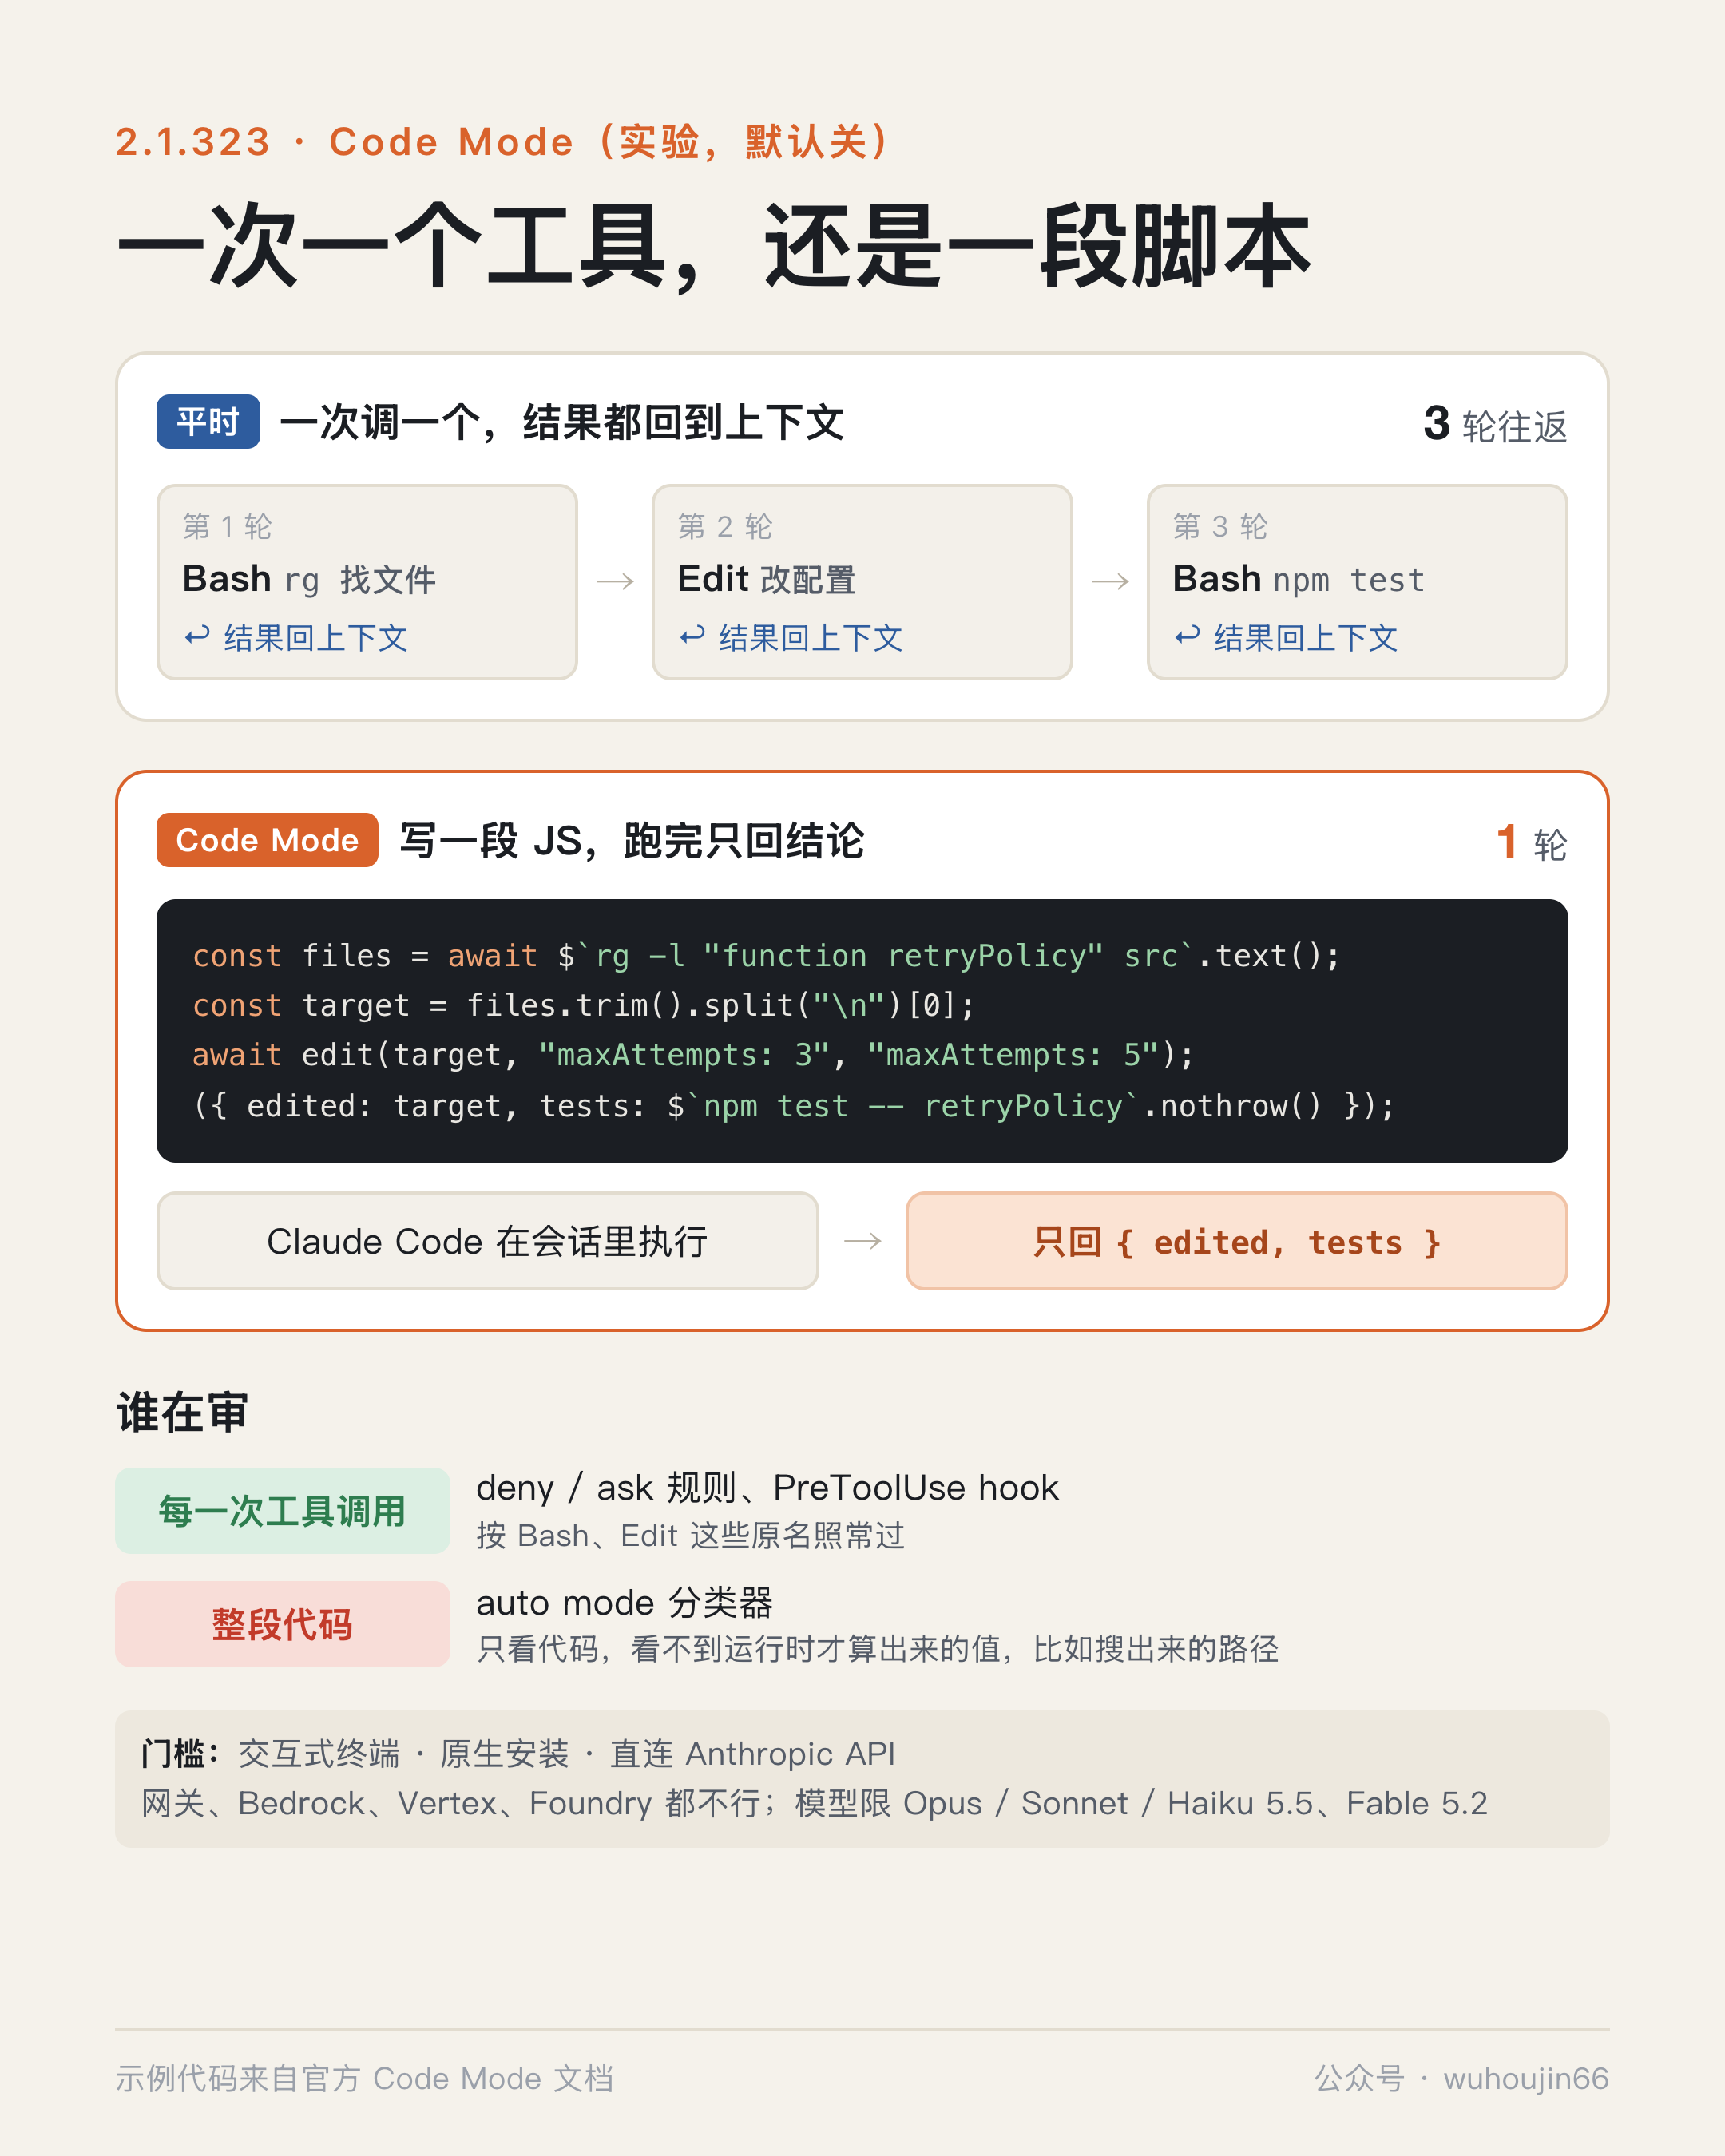 2.1.323 · Code Mode（实验，默认关）
一次一个工具，还是一段脚本
平时 一次调一个，结果都回到上下文 3 轮往返
第 1 轮
Bash rg 找文件
↩ 结果回上下文
→
第 2 轮
Edit 改配置
↩ 结果回上下文
→
第 3 轮
Bash npm test
↩ 结果回上下文
Code Mode 写一段 JS，跑完只回结论 1 轮
const files = await $`rg -l "function retryPolicy" src`.text();
const target = files.trim().split("\n")[0];
await edit(target, "maxAttempts: 3", "maxAttempts: 5");
({ edited: target, tests: $`npm test -- retryPolicy`.nothrow() });
Claude Code 在会话里执行 → 只回 { edited, tests }
谁在审
每一次工具调用
deny / ask 规则、PreToolUse hook
按 Bash、Edit 这些原名照常过
整段代码
auto mode 分类器
只看代码，看不到运行时才算出来的值，比如搜出来的路径
门槛：交互式终端 · 原生安装 · 直连 Anthropic API
网关、Bedrock、Vertex、Foundry 都不行；模型限 Opus / Sonnet / Haiku 5.5、Fable 5.2
示例代码来自官方 Code Mode 文档
公众号 · wuhoujin66